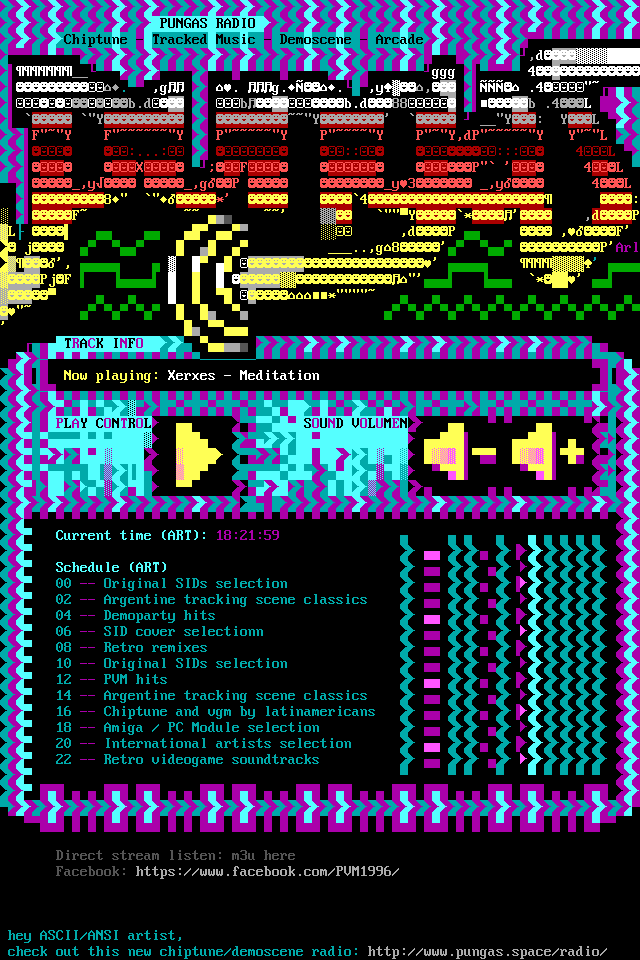 PUNGAS RADIO
Chiptune - Tracked Music - Demoscene - Arcade
TRACK INFO
Now playing: Xerxes - Meditation
PLAY CONTROL
SOUND VOLUMEN
Current time (ART): 18:21:59
Schedule (ART)
00 -- Original SIDs selection
02 -- Argentine tracking scene classics
04 -- Demoparty hits
06 -- SID cover selectionn
08 -- Retro remixes
10 -- Original SIDs selection
12 -- PVM hits
14 -- Argentine tracking scene classics
16 -- Chiptune and vgm by latinamericans
18 -- Amiga / PC Module selection
20 -- International artists selection
22 -- Retro videogame soundtracks
Direct stream listen: m3u here
Facebook: https://www.facebook.com/PVM1996/
hey ASCII/ANSI artist,
check out this new chiptune/demoscene radio: http://www.pungas.space/radio/